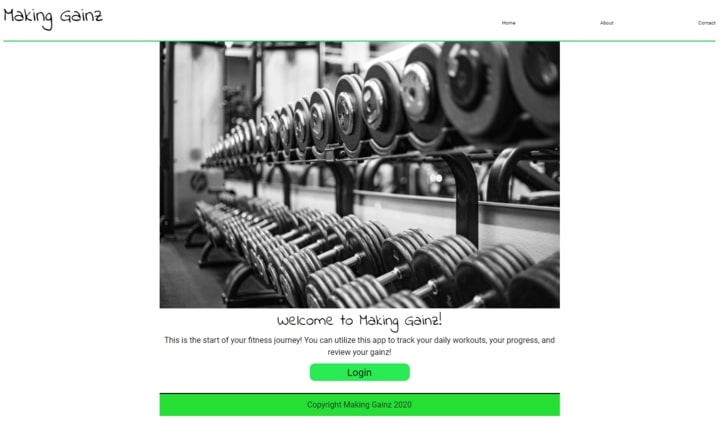 Making Gainz
Home About Contact
Welcome to Making Gainz!
This is the start of your fitness journey! You can utilize this app to track your daily workouts, your progress, and
review your gainz!
Login
Copyright Making Gainz 2020